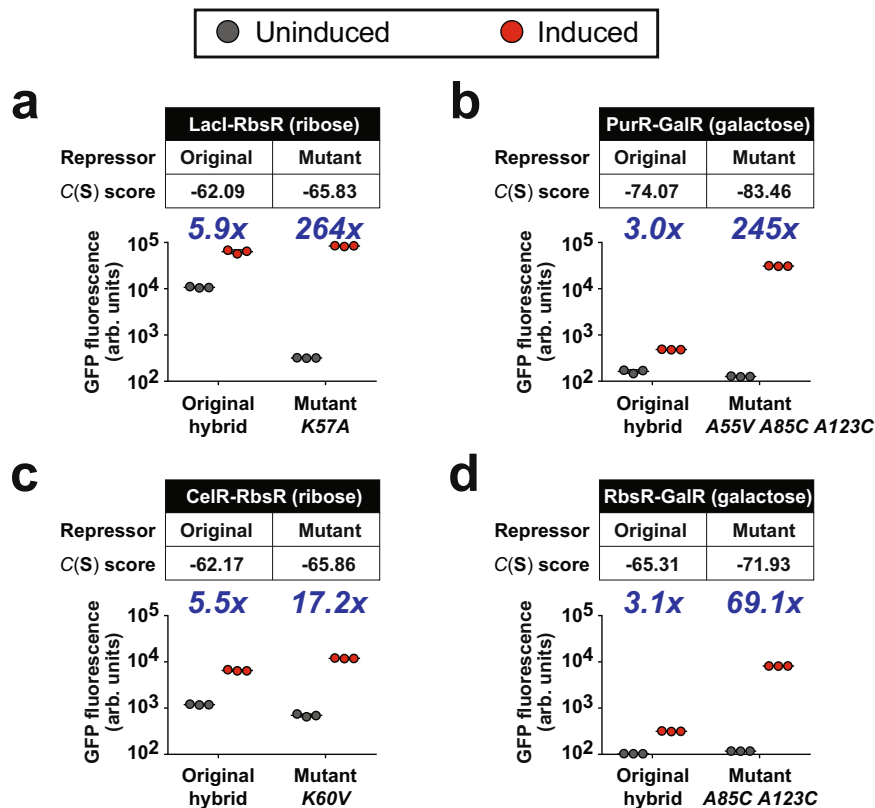 Uninduced Induced
a
LacI-RbsR (ribose)
Repressor Original Mutant
C(S) score -62.09 -65.83
5.9x 264x
GFP fluorescence
(arb. units)
10^5
10^4
10^3
10^2
Original
hybrid
Mutant
K57A
b
PurR-GalR (galactose)
Repressor Original Mutant
C(S) score -74.07 -83.46
3.0x 245x
GFP fluorescence
(arb. units)
10^5
10^4
10^3
10^2
Original
hybrid
Mutant
A55V A85C A123C
c
CelR-RbsR (ribose)
Repressor Original Mutant
C(S) score -62.17 -65.86
5.5x 17.2x
GFP fluorescence
(arb. units)
10^5
10^4
10^3
10^2
Original
hybrid
Mutant
K60V
d
RbsR-GalR (galactose)
Repressor Original Mutant
C(S) score -65.31 -71.93
3.1x 69.1x
GFP fluorescence
(arb. units)
10^5
10^4
10^3
10^2
Original
hybrid
Mutant
A85C A123C